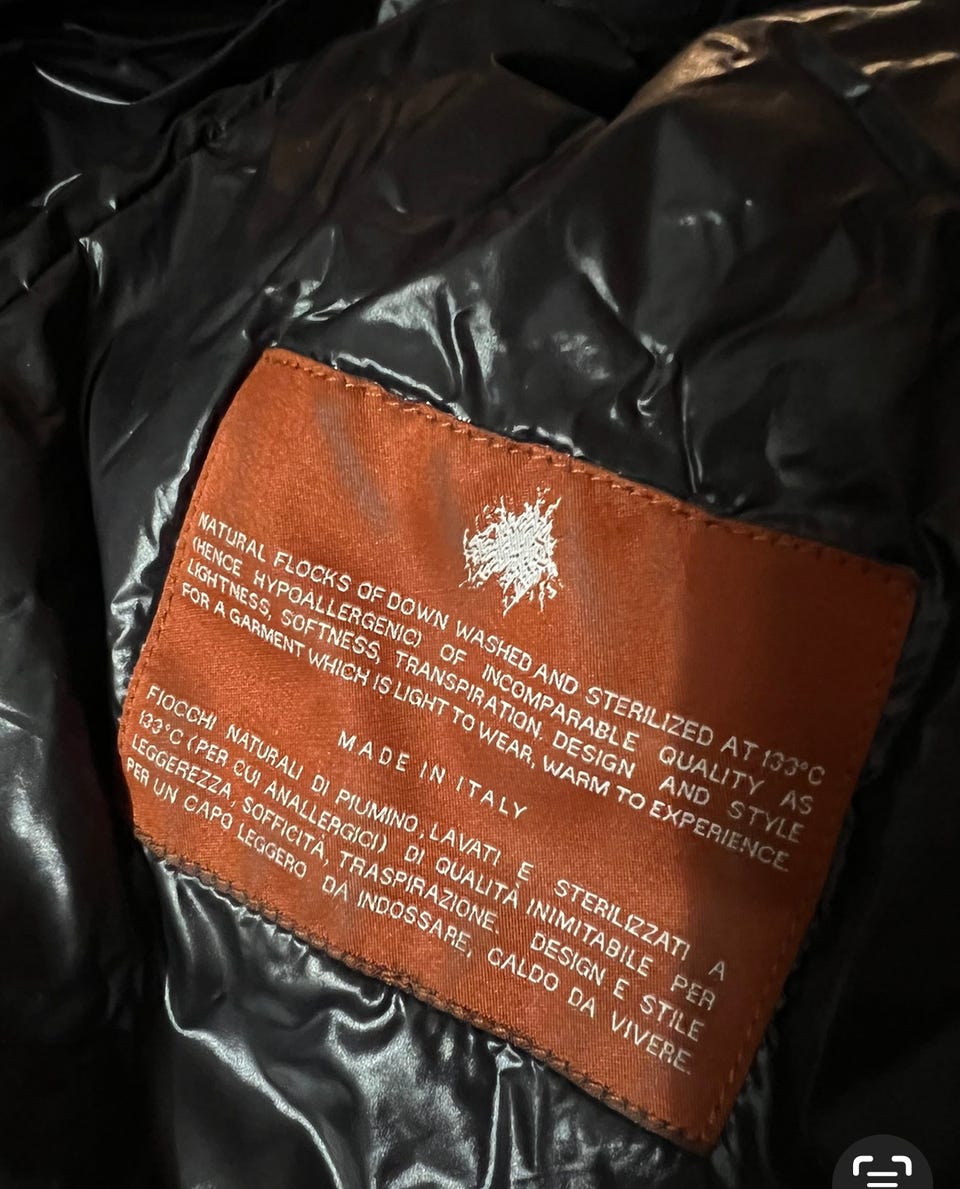 NATURAL FLOCKS OF DOWN WASHED AND STERILIZED AT 133°C
(HENCE HYPOALLERGENIC) OF INCOMPARABLE QUALITY AS
LIGHTNESS, SOFTNESS, TRANSPIRATION. DESIGN AND STYLE
FOR A GARMENT WHICH IS LIGHT TO WEAR, WARM TO EXPERIENCE.
MADE IN ITALY
FIOCCHI NATURALI DI PIUMINO, LAVATI E STERILIZZATI A
133°C (PER CUI ANALLERGICI) DI QUALITÀ INIMITABILE PER
LEGGEREZZA, SOFFICITÀ, TRASPIRAZIONE. DESIGN E STILE
PER UN CAPO LEGGERO DA INDOSSARE, CALDO DA VIVERE.